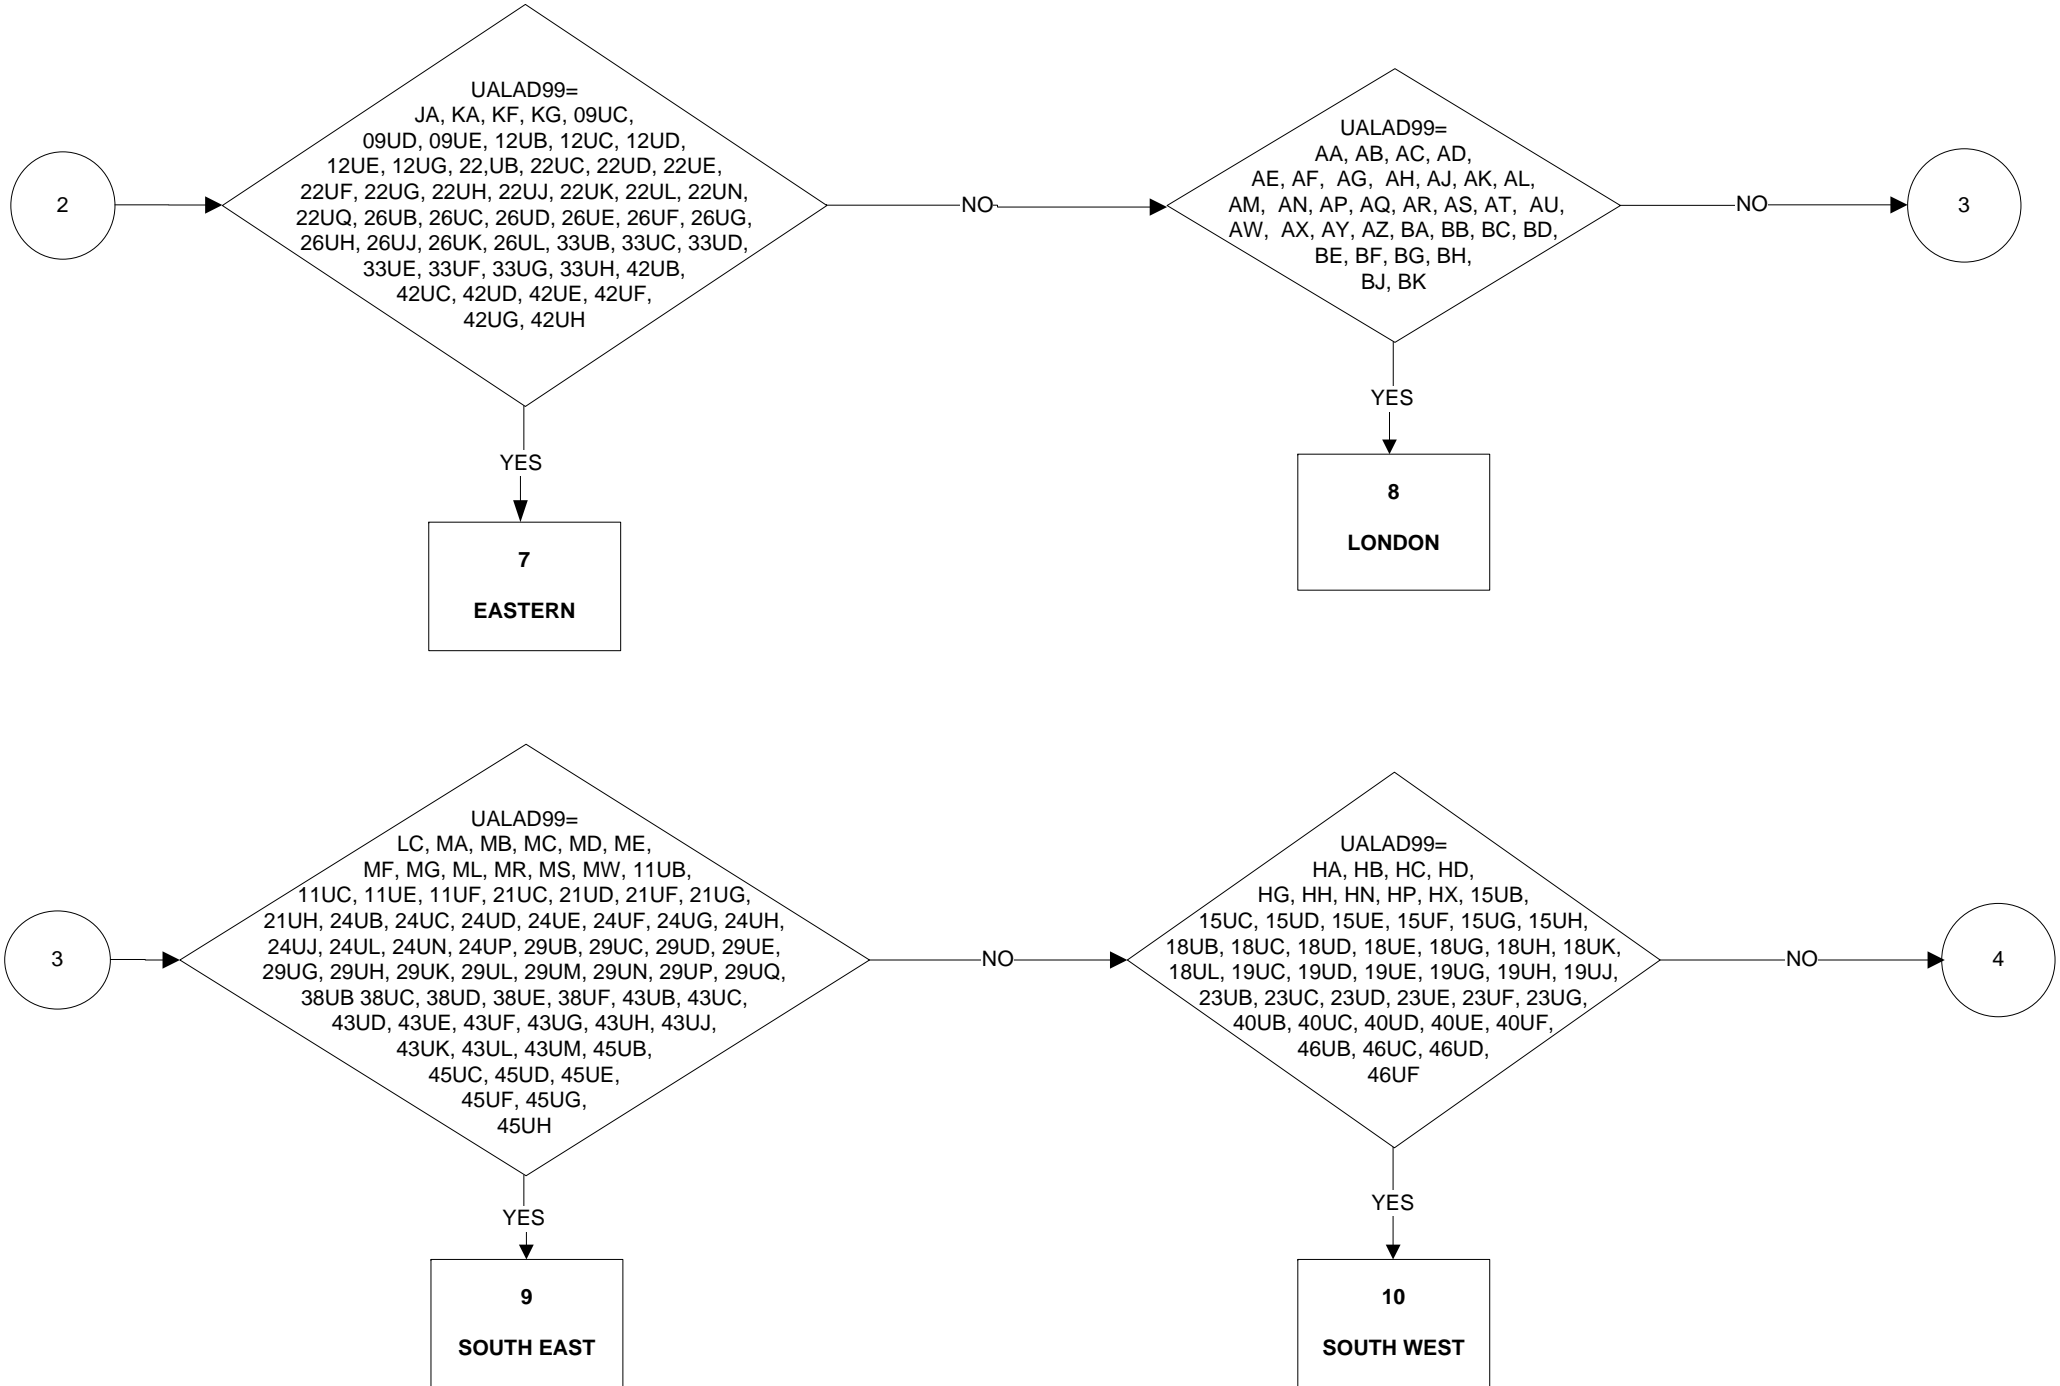 2
UALAD99=
JA, KA, KF, KG, 09UC,
09UD, 09UE, 12UB, 12UC, 12UD,
12UE, 12UG, 22,UB, 22UC, 22UD, 22UE,
22UF, 22UG, 22UH, 22UJ, 22UK, 22UL, 22UN,
22UQ, 26UB, 26UC, 26UD, 26UE, 26UF, 26UG,
26UH, 26UJ, 26UK, 26UL, 33UB, 33UC, 33UD,
33UE, 33UF, 33UG, 33UH, 42UB,
42UC, 42UD, 42UE, 42UF,
42UG, 42UH
NO
UALAD99=
AA, AB, AC, AD,
AE, AF, AG, AH, AJ, AK, AL,
AM, AN, AP, AQ, AR, AS, AT, AU,
AW, AX, AY, AZ, BA, BB, BC, BD,
BE, BF, BG, BH,
BJ, BK
NO
3
YES
7
EASTERN
YES
8
LONDON
3
UALAD99=
LC, MA, MB, MC, MD, ME,
MF, MG, ML, MR, MS, MW, 11UB,
11UC, 11UE, 11UF, 21UC, 21UD, 21UF, 21UG,
21UH, 24UB, 24UC, 24UD, 24UE, 24UF, 24UG, 24UH,
24UJ, 24UL, 24UN, 24UP, 29UB, 29UC, 29UD, 29UE,
29UG, 29UH, 29UK, 29UL, 29UM, 29UN, 29UP, 29UQ,
38UB 38UC, 38UD, 38UE, 38UF, 43UB, 43UC,
43UD, 43UE, 43UF, 43UG, 43UH, 43UJ,
43UK, 43UL, 43UM, 45UB,
45UC, 45UD, 45UE,
45UF, 45UG,
45UH
NO
UALAD99=
HA, HB, HC, HD,
HG, HH, HN, HP, HX, 15UB,
15UC, 15UD, 15UE, 15UF, 15UG, 15UH,
18UB, 18UC, 18UD, 18UE, 18UG, 18UH, 18UK,
18UL, 19UC, 19UD, 19UE, 19UG, 19UH, 19UJ,
23UB, 23UC, 23UD, 23UE, 23UF, 23UG,
40UB, 40UC, 40UD, 40UE, 40UF,
46UB, 46UC, 46UD,
46UF
NO
4
YES
9
SOUTH EAST
YES
10
SOUTH WEST